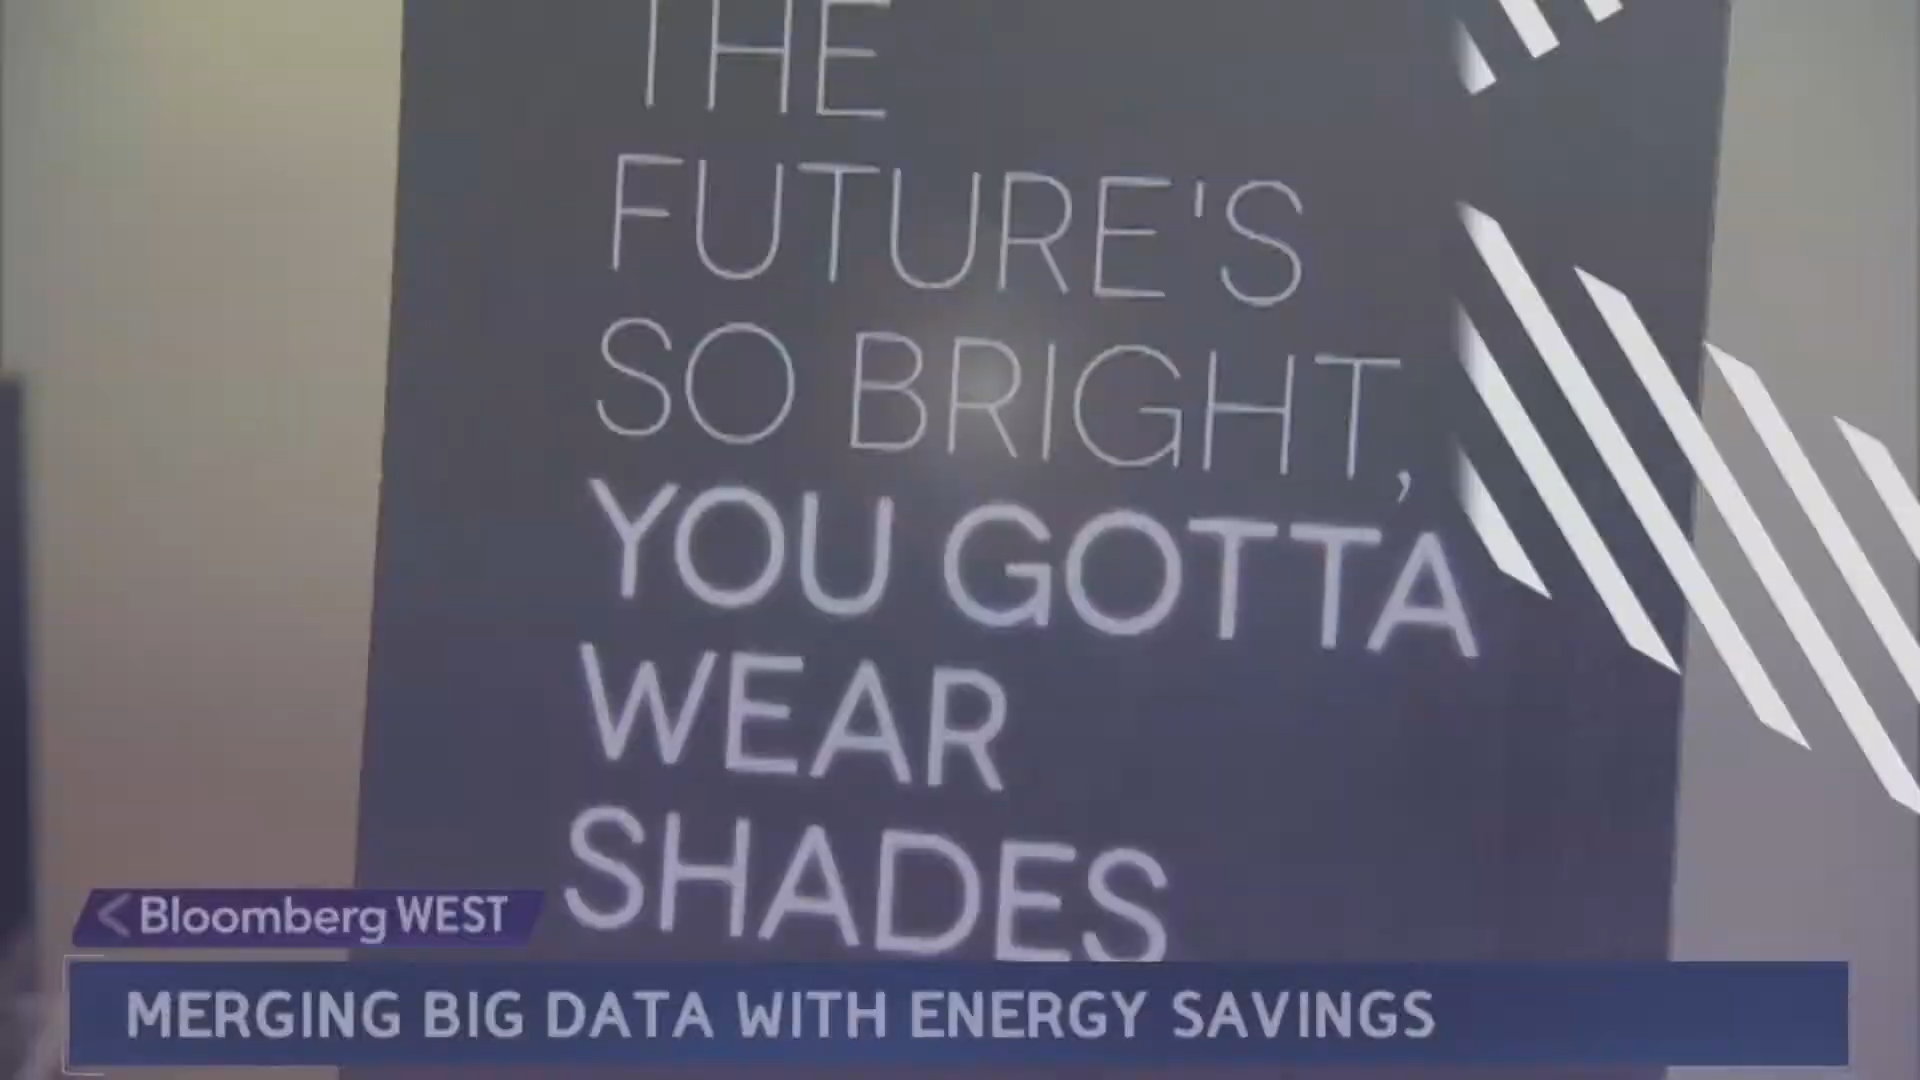 THE
FUTURE'S
SO BRIGHT,
YOU GOTTA
WEAR
SHADES
Bloomberg WEST
MERGING BIG DATA WITH ENERGY SAVINGS